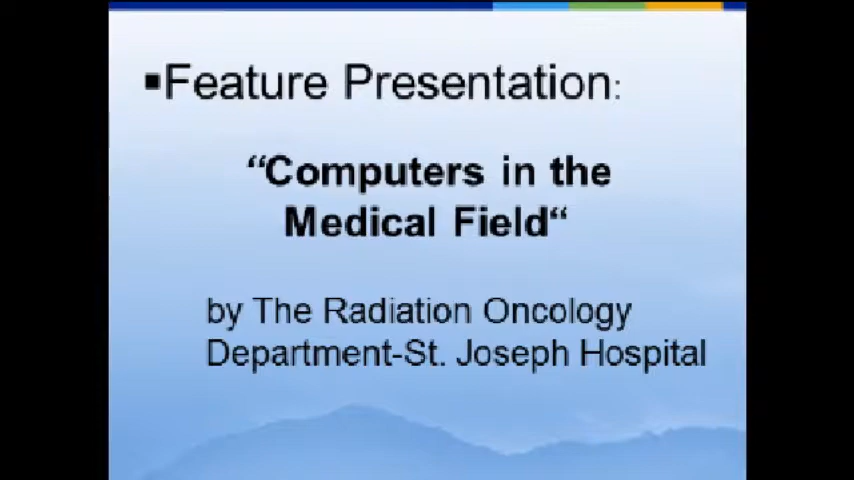 ▪Feature Presentation:
“Computers in the
Medical Field“
by The Radiation Oncology
Department-St. Joseph Hospital